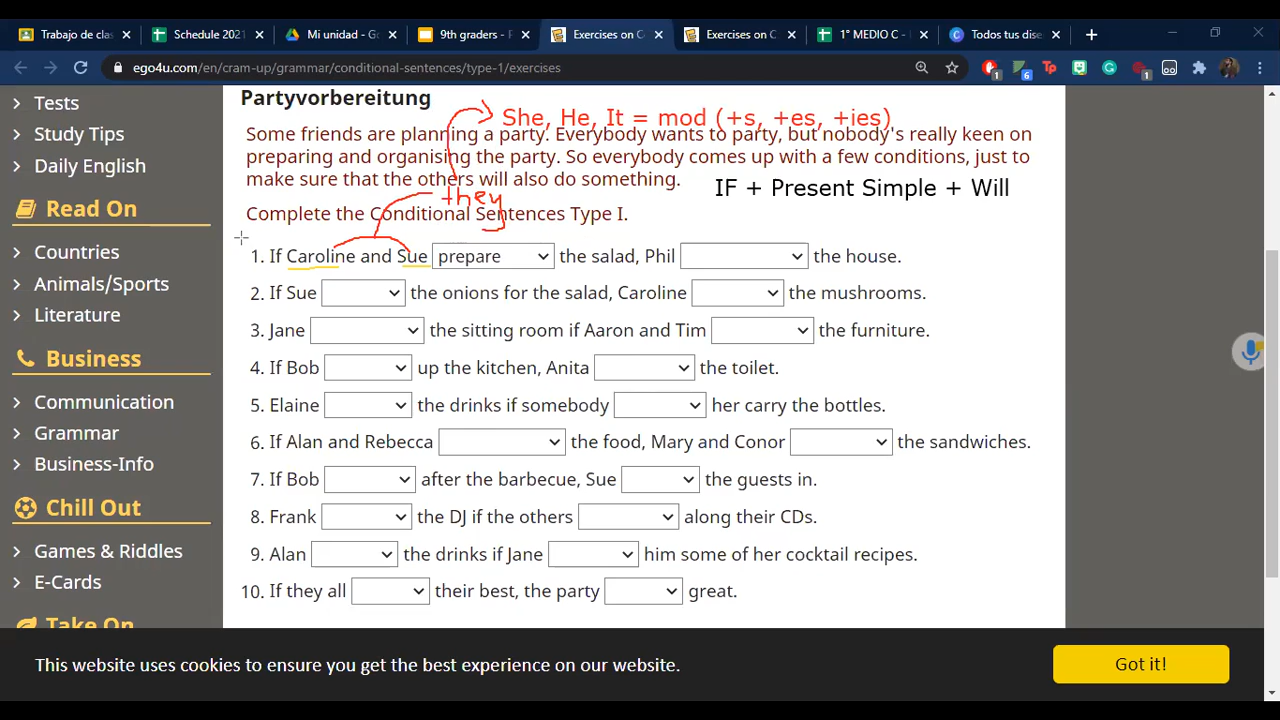 Trabajo de cla
Schedule 2021
Mi unidad - Go
9th graders - P
Exercises on C
Exercises on C
1° MEDIO C -
Todos tus dise
ego4u.com/en/cram-up/grammar/conditional-sentences/type-1/exercises
1
6
1
Tests
Study Tips
Daily English
Read On
Countries
Animals/Sports
Literature
Business
Communication
Grammar
Business-Info
Chill Out
Games & Riddles
E-Cards
Take On
Partyvorbereitung
She, He, It = mod (+s, +es, +ies)
Some friends are planning a party. Everybody wants to party, but nobody's really keen on
preparing and organising the party. So everybody comes up with a few conditions, just to
make sure that the others will also do something.
IF + Present Simple + Will
they
Complete the Conditional Sentences Type I.
1. If Caroline and Sue prepare the salad, Phil the house.
2. If Sue the onions for the salad, Caroline the mushrooms.
3. Jane the sitting room if Aaron and Tim the furniture.
4. If Bob up the kitchen, Anita the toilet.
5. Elaine the drinks if somebody her carry the bottles.
6. If Alan and Rebecca the food, Mary and Conor the sandwiches.
7. If Bob after the barbecue, Sue the guests in.
8. Frank the DJ if the others along their CDs.
9. Alan the drinks if Jane him some of her cocktail recipes.
10. If they all their best, the party great.
This website uses cookies to ensure you get the best experience on our website.
Got it!